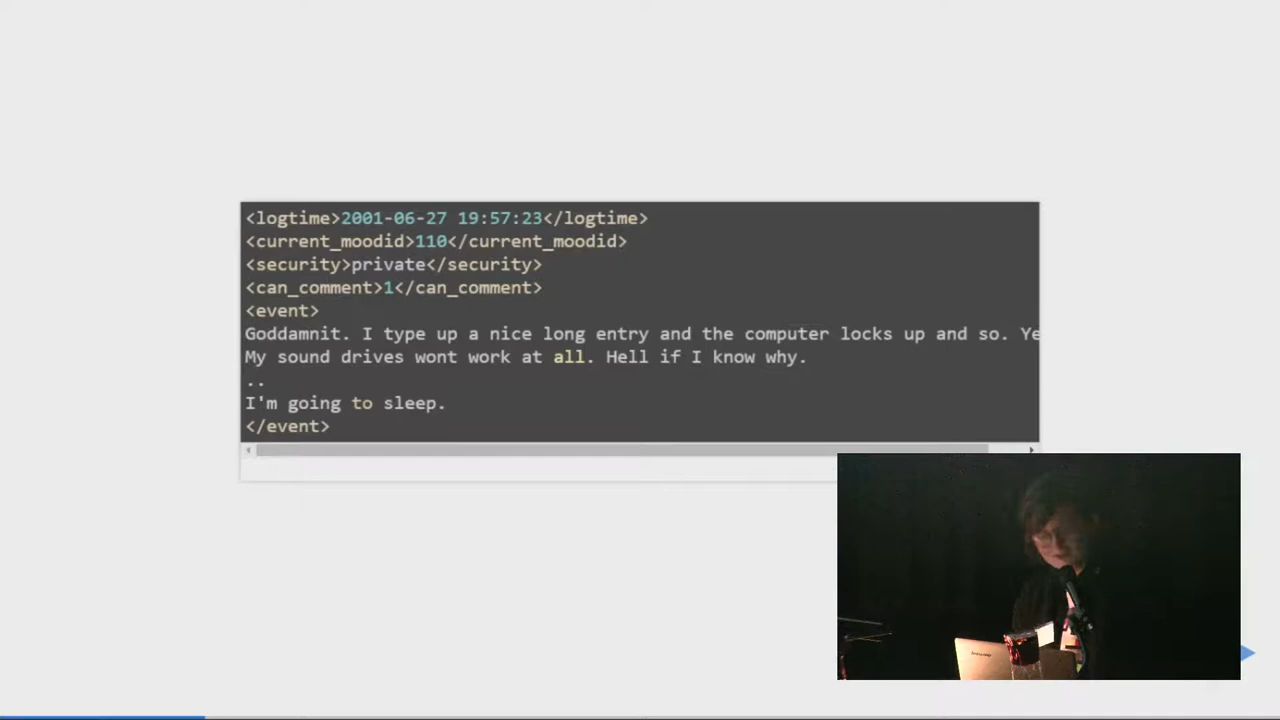 <logtime>2001-06-27 19:57:23</logtime>
<current_moodid>110</current_moodid>
<security>private</security>
<can_comment>1</can_comment>
<event>
Goddamnit. I type up a nice long entry and the computer locks up and so. Ye
My sound drives wont work at all. Hell if I know why.
..
I'm going to sleep.
</event>